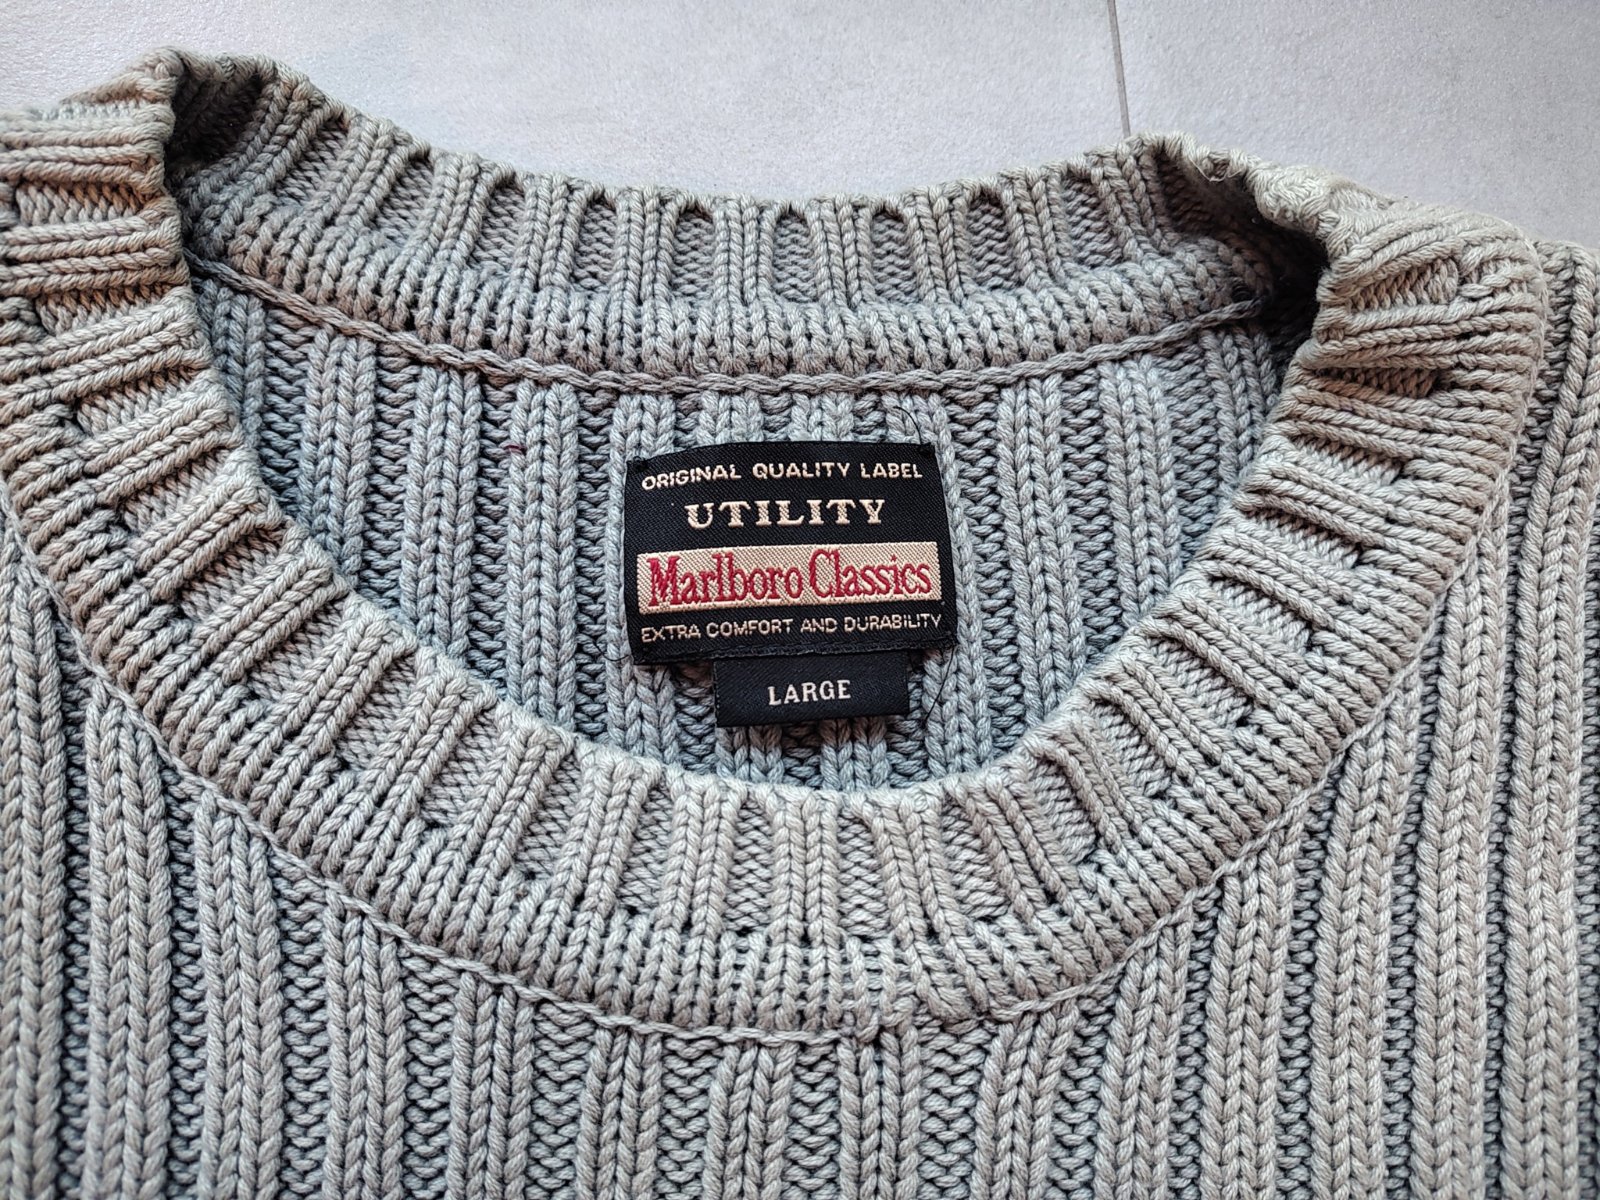 ORIGINAL QUALITY LABEL
UTILITY
Marlboro Classics
EXTRA COMFORT AND DURABILITY
LARGE